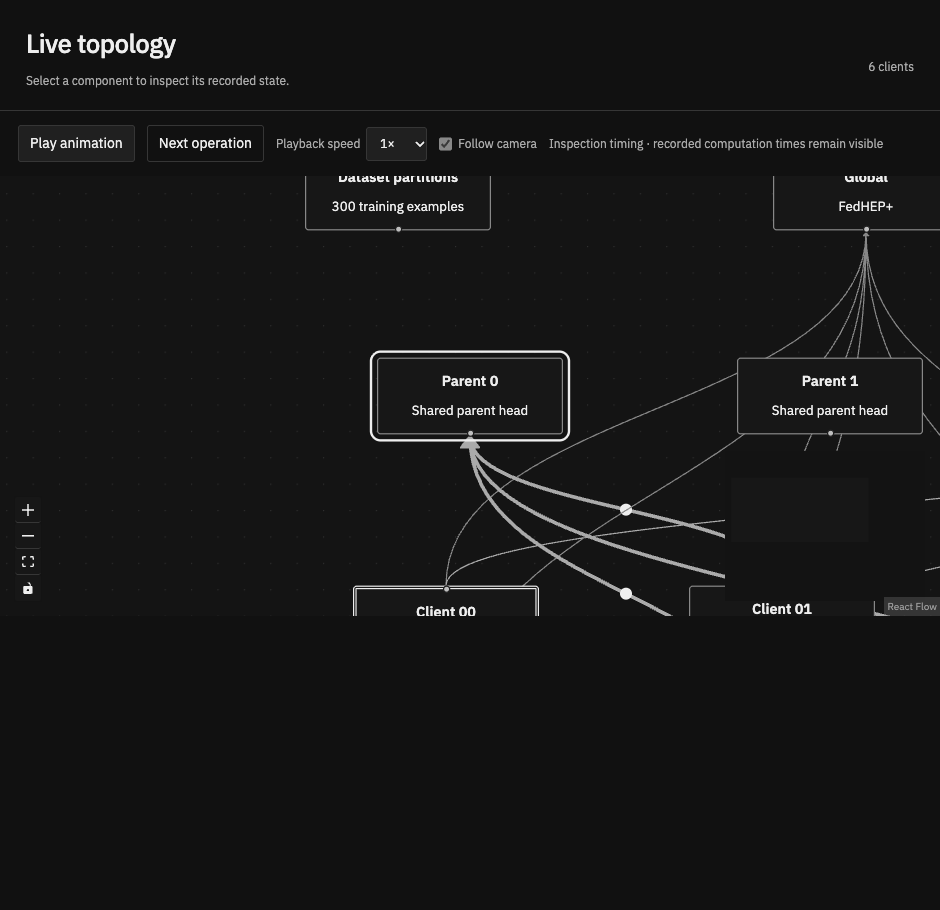 Live topology
Select a component to inspect its recorded state.
6 clients
Play animation
Next operation
Playback speed
1×
Follow camera
Inspection timing · recorded computation times remain visible
Dataset partitions
300 training examples
Global
FedHEP+
Parent 0
Shared parent head
Parent 1
Shared parent head
Client 00
Client 01
React Flow